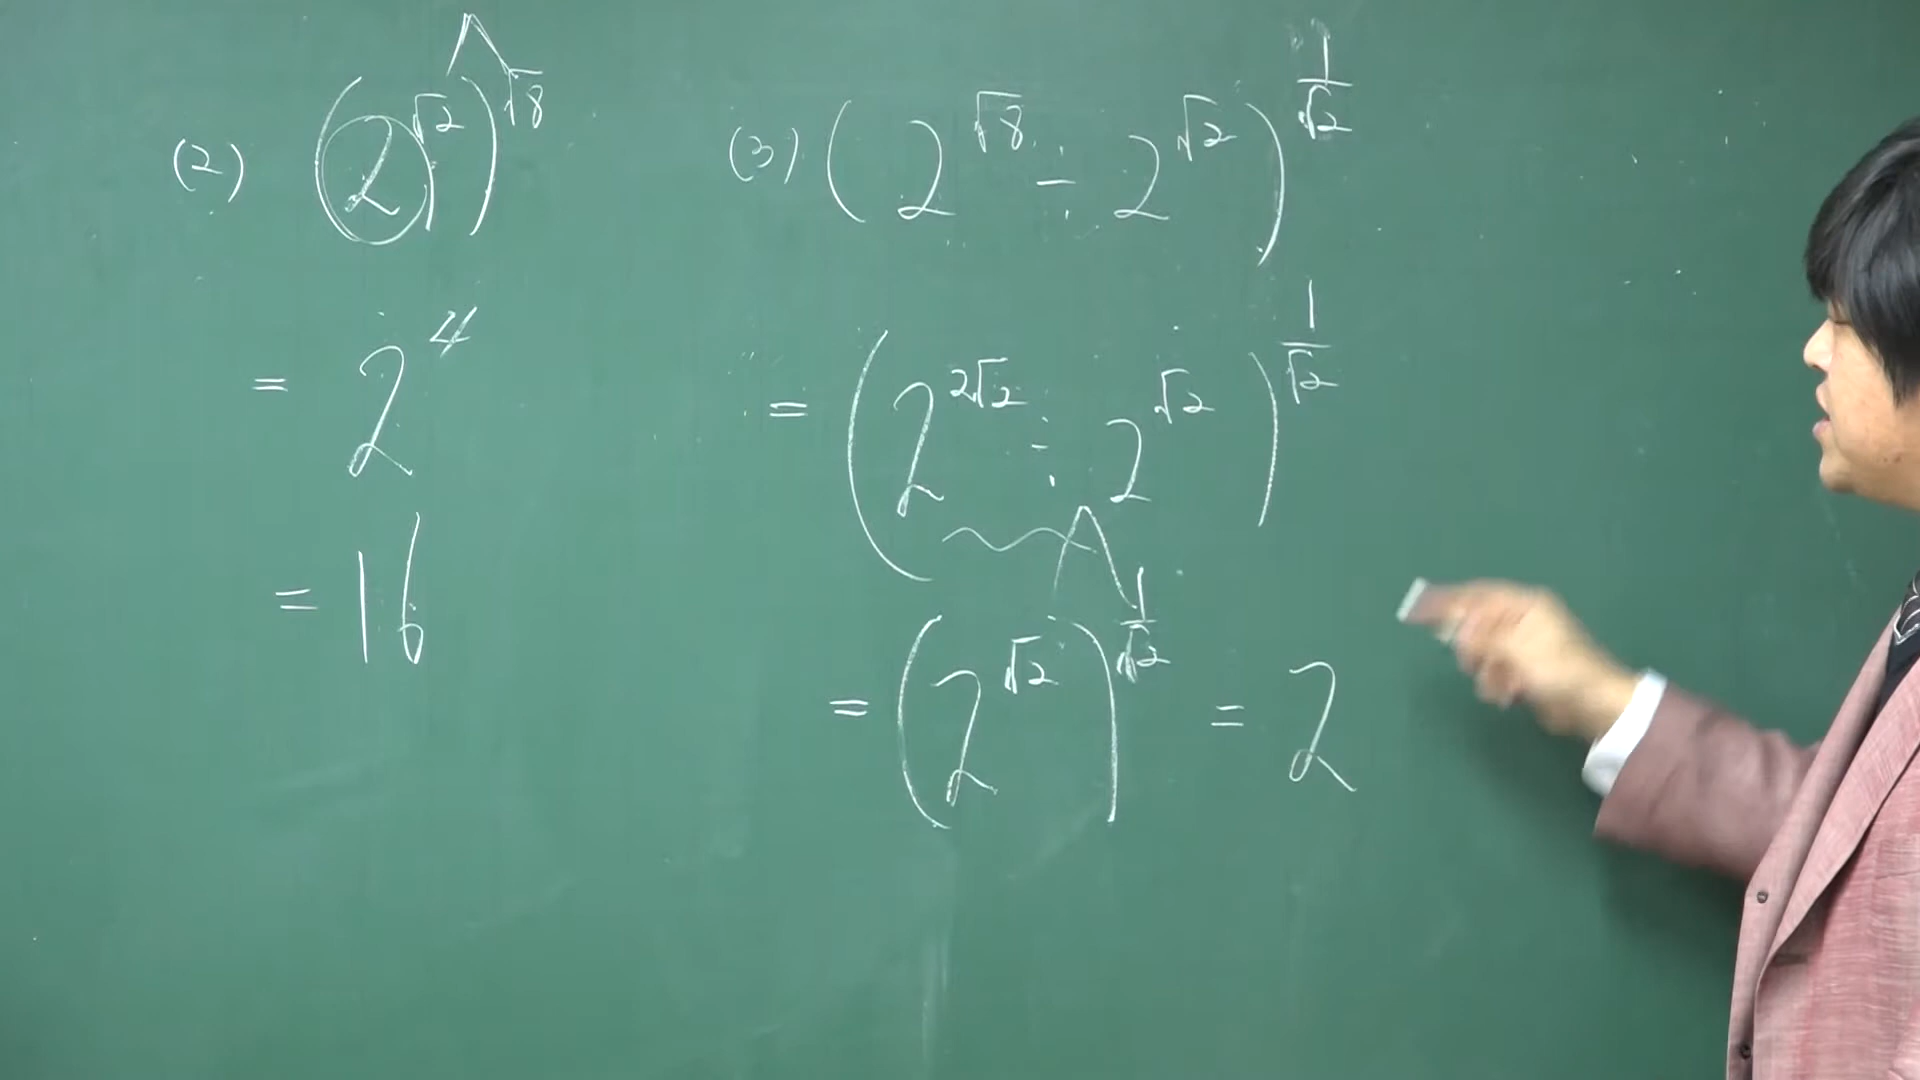 (2) (2^√2)^√8
= 2^4
= 16
(3) (2^√8 ÷ 2^√2)^(1/√2)
= (2^2√2 ÷ 2^√2)^(1/√2)
= (2^√2)^(1/√2) = 2